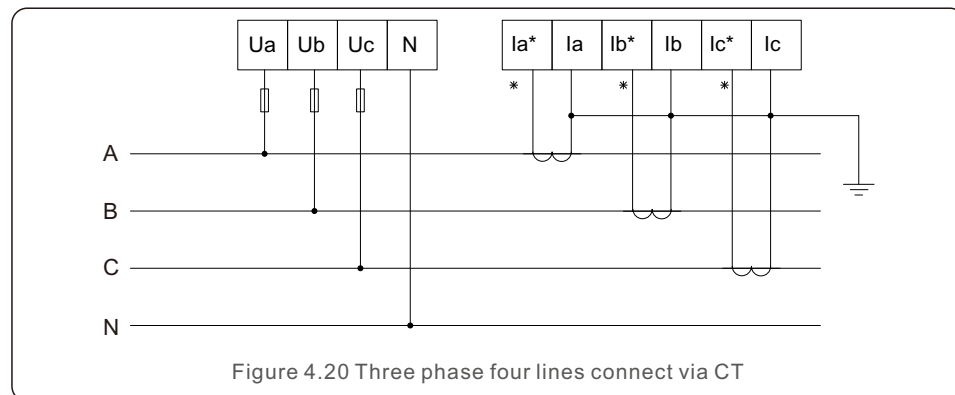 Ua Ub Uc N Ia* Ia Ib* Ib Ic* Ic
* * *
A
B
C
N
Figure 4.20 Three phase four lines connect via CT